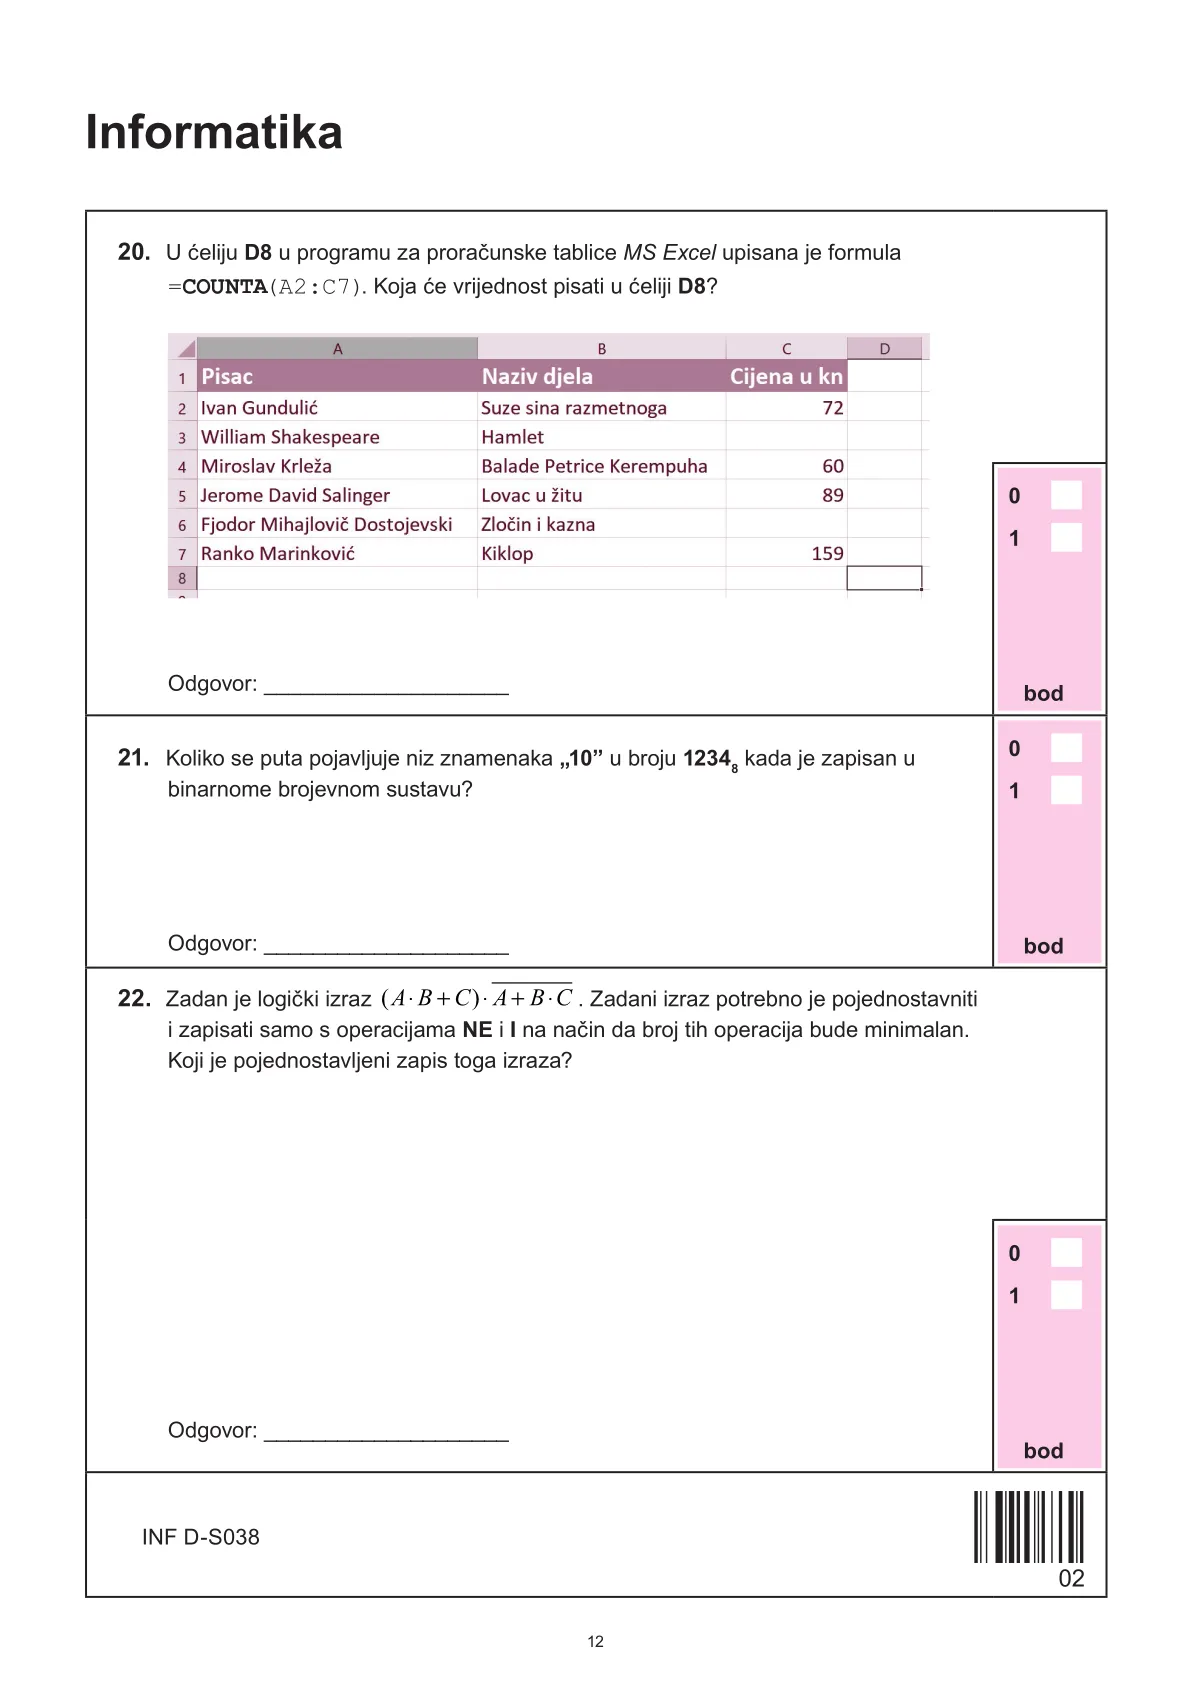 Informatika
20. U ćeliju D8 u programu za proračunske tablice MS Excel upisana je formula
=COUNTA(A2:C7). Koja će vrijednost pisati u ćeliji D8?
A B C D
1 Pisac Naziv djela Cijena u kn
2 Ivan Gundulić Suze sina razmetnoga 72
3 William Shakespeare Hamlet
4 Miroslav Krleža Balade Petrice Kerempuha 60
5 Jerome David Salinger Lovac u žitu 89
6 Fjodor Mihajlovič Dostojevski Zločin i kazna
7 Ranko Marinković Kiklop 159
8
0
1
Odgovor: ____________________
bod
21. Koliko se puta pojavljuje niz znamenaka „10” u broju 1234₈ kada je zapisan u
binarnome brojevnom sustavu?
0
1
Odgovor: ____________________
bod
22. Zadan je logički izraz (A·B+C)·\overline{A+B·C}. Zadani izraz potrebno je pojednostavniti
i zapisati samo s operacijama NE i I na način da broj tih operacija bude minimalan.
Koji je pojednostavljeni zapis toga izraza?
0
1
Odgovor: ____________________
bod
INF D-S038
02
12